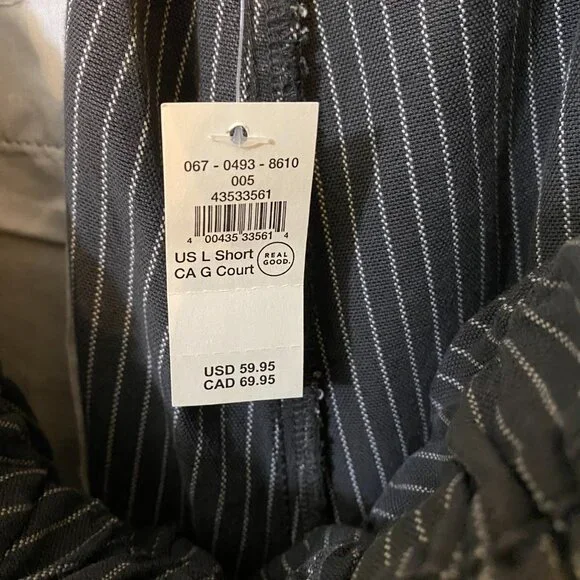 067 - 0493 - 8610
005
43533561
4 00435 33561 4
US L Short
CA G Court
REAL
GOOD.
USD 59.95
CAD 69.95